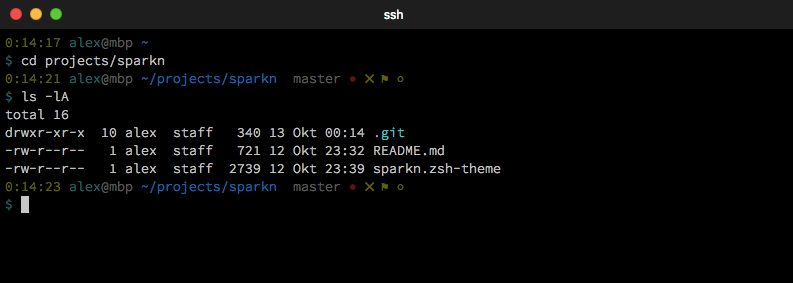 ssh
0:14:17 alex@mbp ~
$ cd projects/sparkn
0:14:21 alex@mbp ~/projects/sparkn  master • ✕ ⚑ ○
$ ls -lA
total 16
drwxr-xr-x  10 alex  staff   340 13 Okt 00:14 .git
-rw-r--r--   1 alex  staff   721 12 Okt 23:32 README.md
-rw-r--r--   1 alex  staff  2739 12 Okt 23:39 sparkn.zsh-theme
0:14:23 alex@mbp ~/projects/sparkn  master • ✕ ⚑ ○
$